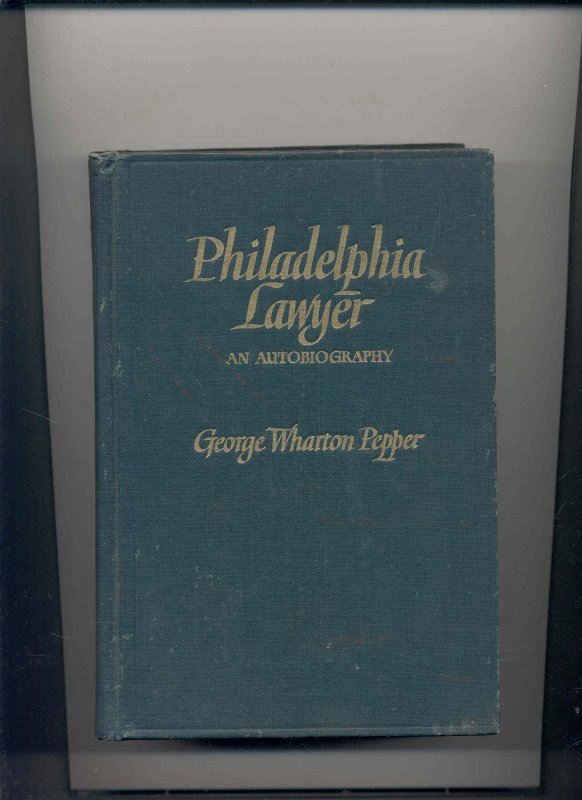 Philadelphia
Lawyer
AN AUTOBIOGRAPHY
George Wharton Pepper